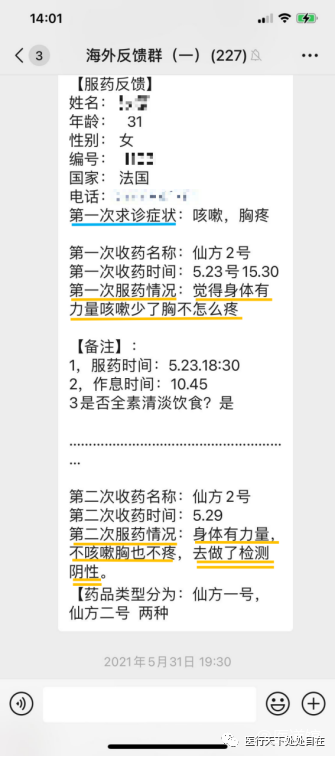 14:01
3
海外反馈群（一）(227)
【服药反馈】
姓名：
年龄： 31
性别： 女
编号：
国家： 法国
电话：
第一次求诊症状：咳嗽，胸疼
第一次收药名称：仙方2号
第一次收药时间：5.23号15.30
第一次服药情况：觉得身体有
力量咳嗽少了胸不怎么疼
【备注】：
1，服药时间：5.23.18:30
2，作息时间：10.45
3是否全素清淡饮食？是
......................................................
...
第二次收药名称：仙方2号
第二次收药时间：5.29
第二次服药情况：身体有力量，
不咳嗽胸也不疼，去做了检测
阴性。
【药品类型分为：仙方一号，
仙方二号 两种
2021年5月31日 19:30
医行天下处处自在